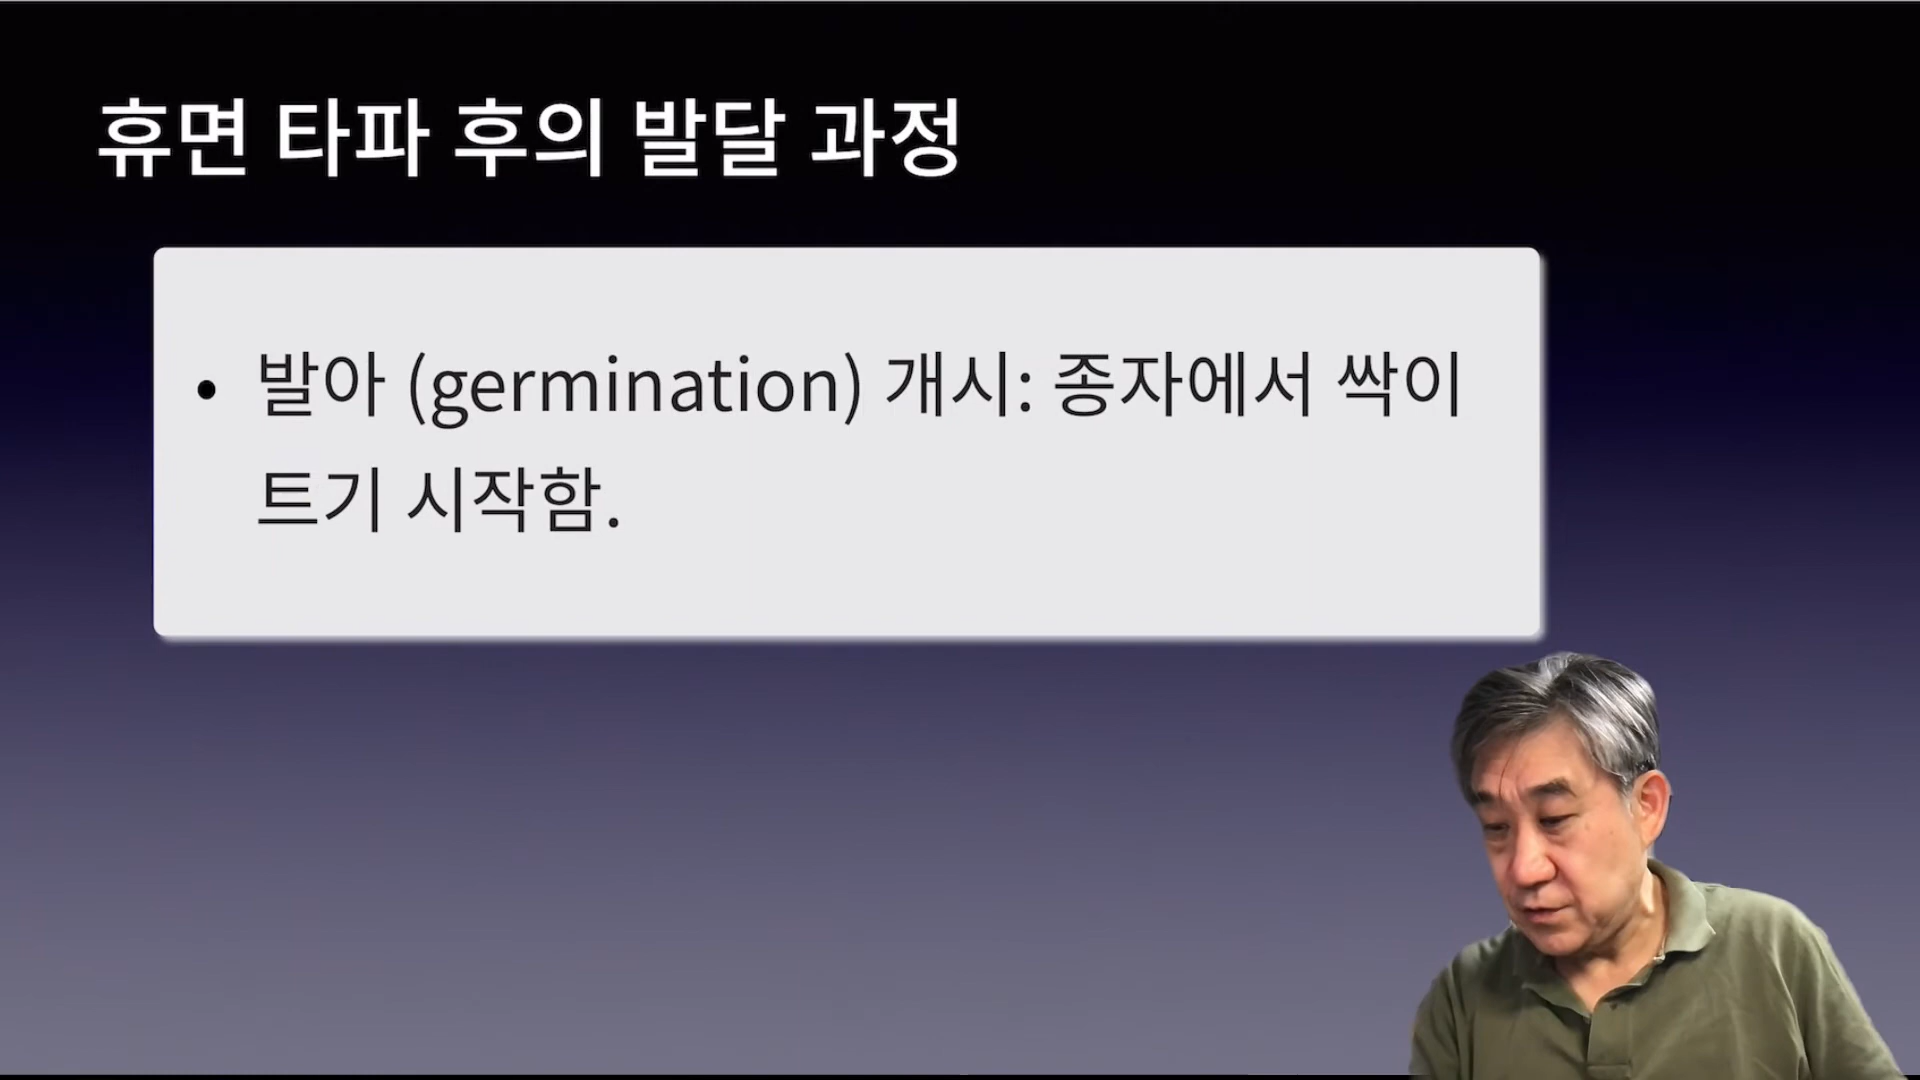 휴면 타파 후의 발달 과정
• 발아 (germination) 개시: 종자에서 싹이
트기 시작함.